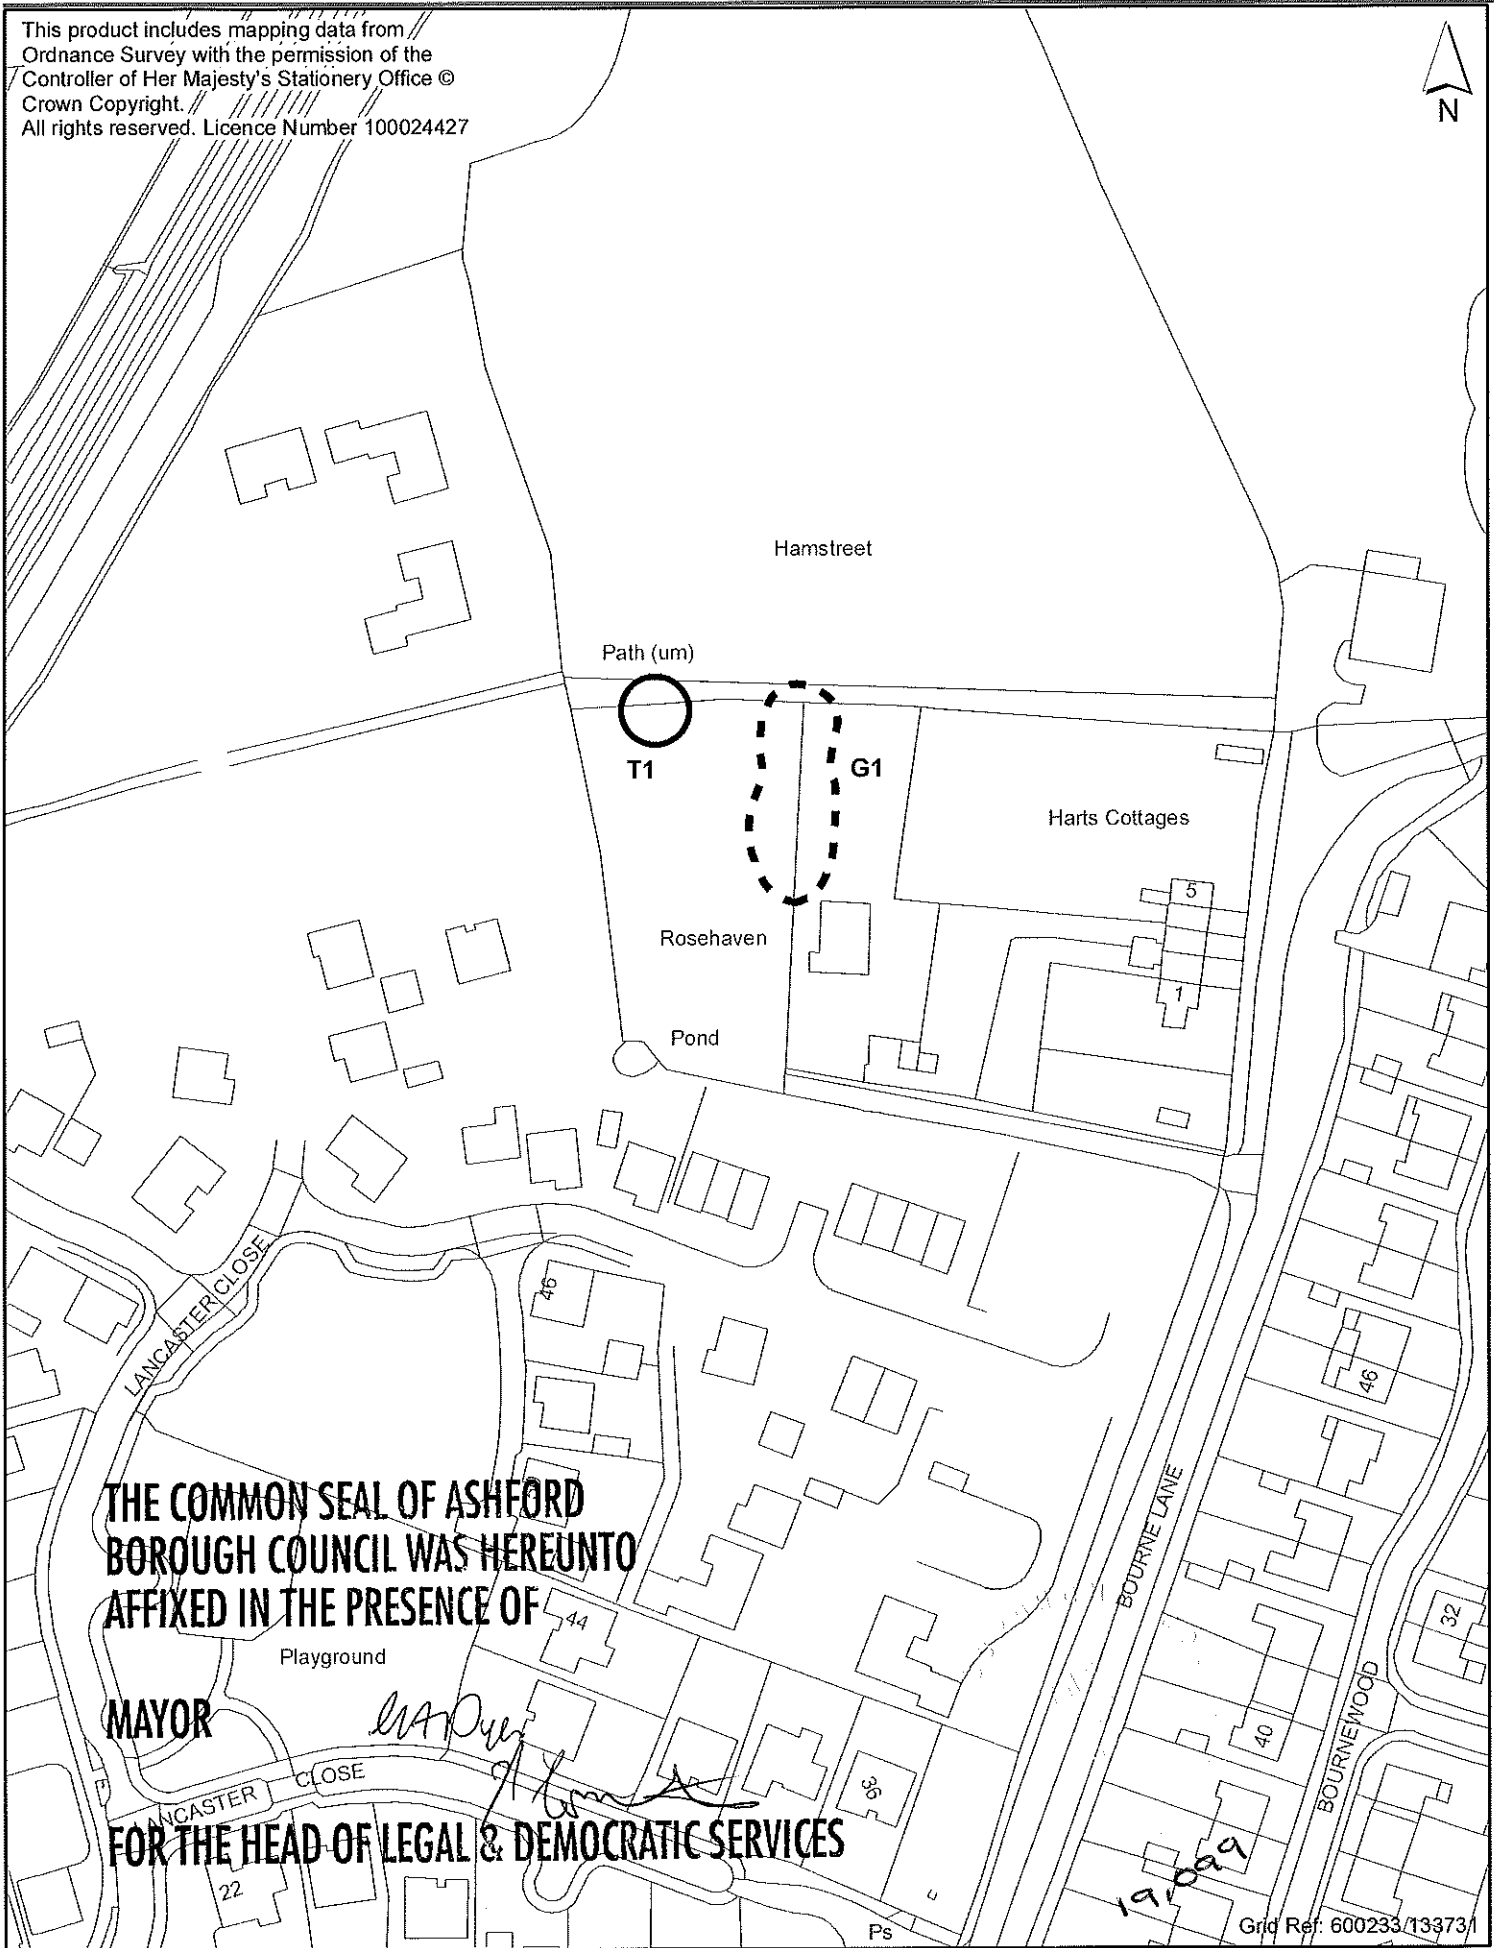 This product includes mapping data from
Ordnance Survey with the permission of the
Controller of Her Majesty's Stationery Office ©
Crown Copyright.
All rights reserved. Licence Number 100024427
N
Hamstreet
Path (um)
T1
G1
Harts Cottages
5
Rosehaven
1
Pond
LANCASTER CLOSE
46
46
BOURNE LANE
THE COMMON SEAL OF ASHFORD
BOROUGH COUNCIL WAS HEREUNTO
AFFIXED IN THE PRESENCE OF
44
32
Playground
MAYOR
40
BOURNEWOOD
LANCASTER CLOSE
36
FOR THE HEAD OF LEGAL & DEMOCRATIC SERVICES
22
19,099
Ps
Grid Ref: 600233/133731